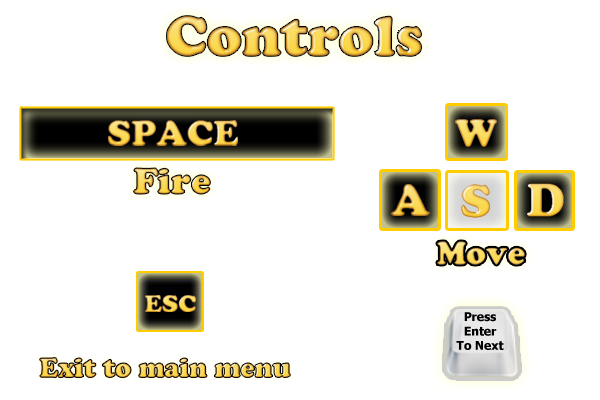 Controls
SPACE
Fire
W
A S D
Move
ESC
Exit to main menu
Press
Enter
To Next